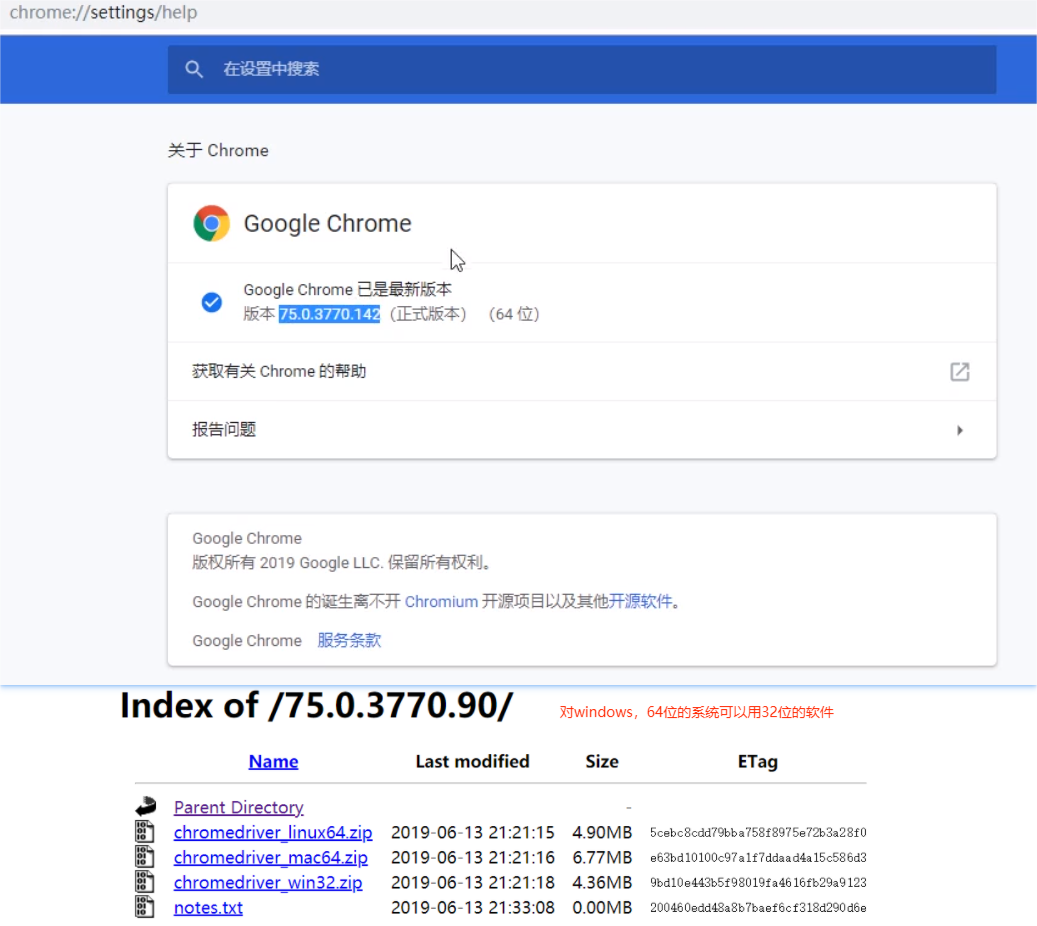 chrome://settings/help
在设置中搜索
关于 Chrome
Google Chrome
Google Chrome 已是最新版本
版本 75.0.3770.142（正式版本） （64 位）
获取有关 Chrome 的帮助
报告问题
Google Chrome
版权所有 2019 Google LLC. 保留所有权利。
Google Chrome 的诞生离不开 Chromium 开源项目以及其他开源软件。
Google Chrome 服务条款
Index of /75.0.3770.90/ 对windows，64位的系统可以用32位的软件
Name Last modified Size ETag
Parent Directory -
chromedriver_linux64.zip 2019-06-13 21:21:15 4.90MB 5cebc8cdd79bba758f8975e72b3a28f0
chromedriver_mac64.zip 2019-06-13 21:21:16 6.77MB e63bd10100c97a1f7ddaad4a15c586d3
chromedriver_win32.zip 2019-06-13 21:21:18 4.36MB 9bd10e443b5f98019fa4616fb29a9123
notes.txt 2019-06-13 21:33:08 0.00MB 200460edd48a8b7baef6cf318d290d6e